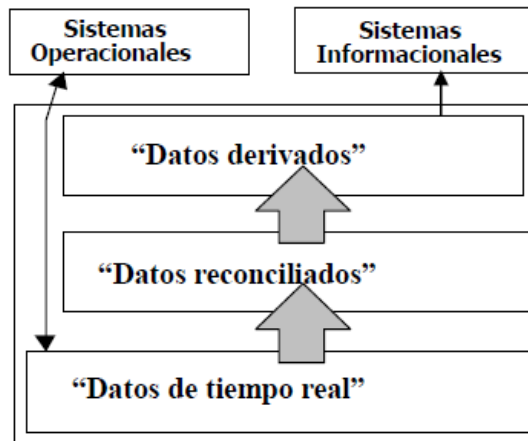 Sistemas
Operacionales
Sistemas
Informacionales
“Datos derivados”
“Datos reconciliados”
“Datos de tiempo real”